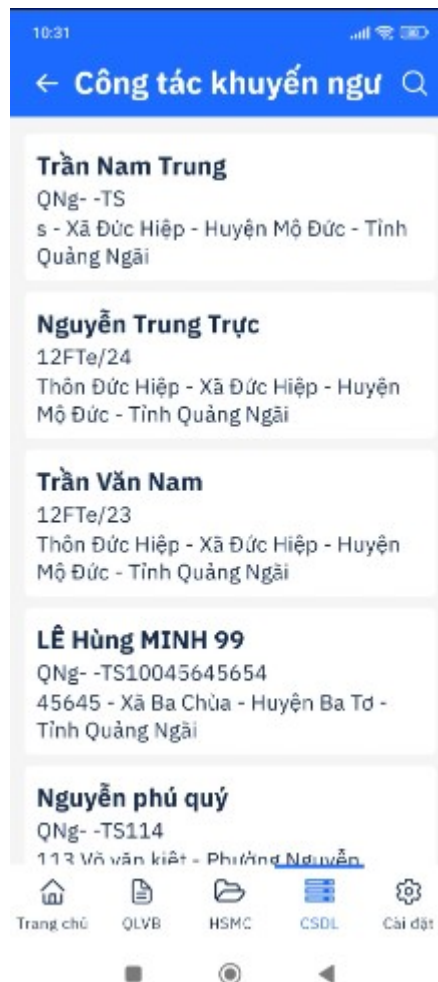 10:31
Công tác khuyến ngư
Trần Nam Trung
QNg- -TS
s - Xã Đức Hiệp - Huyện Mộ Đức - Tỉnh
Quảng Ngãi
Nguyễn Trung Trực
12FTe/24
Thôn Đức Hiệp - Xã Đức Hiệp - Huyện
Mộ Đức - Tỉnh Quảng Ngãi
Trần Văn Nam
12FTe/23
Thôn Đức Hiệp - Xã Đức Hiệp - Huyện
Mộ Đức - Tỉnh Quảng Ngãi
LÊ Hùng MINH 99
QNg- -TS10045645654
45645 - Xã Ba Chùa - Huyện Ba Tơ -
Tỉnh Quảng Ngãi
Nguyễn phú quý
QNg- -TS114
113 Võ văn kiệt - Phường Nguyễn
Trang chủ QLVB HSMC CSDL Cài đặt